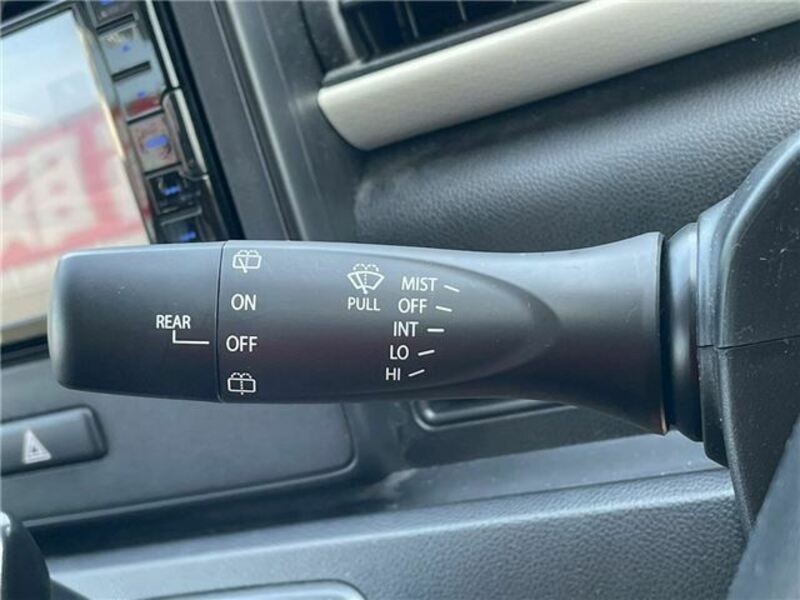 REAR
ON
OFF
PULL
MIST
OFF
INT
LO
HI